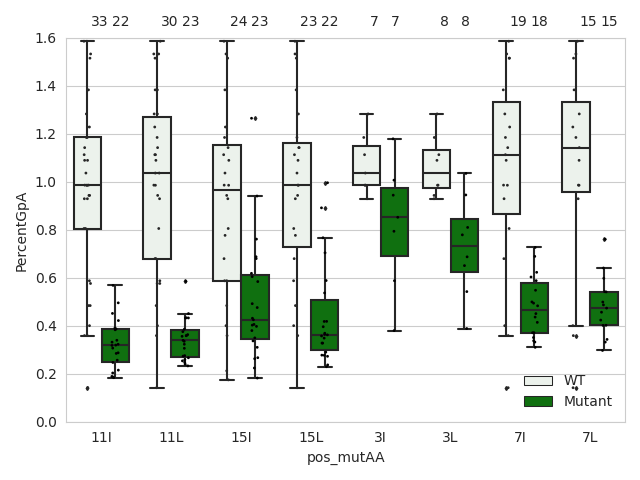 33 22 30 23 24 23 23 22 7 7 8 8 19 18 15 15
1.6
1.4
1.2
1.0
0.8
0.6
0.4
0.2
0.0
PercentGpA
WT
Mutant
11I 11L 15I 15L 3I 3L 7I 7L
pos_mutAA